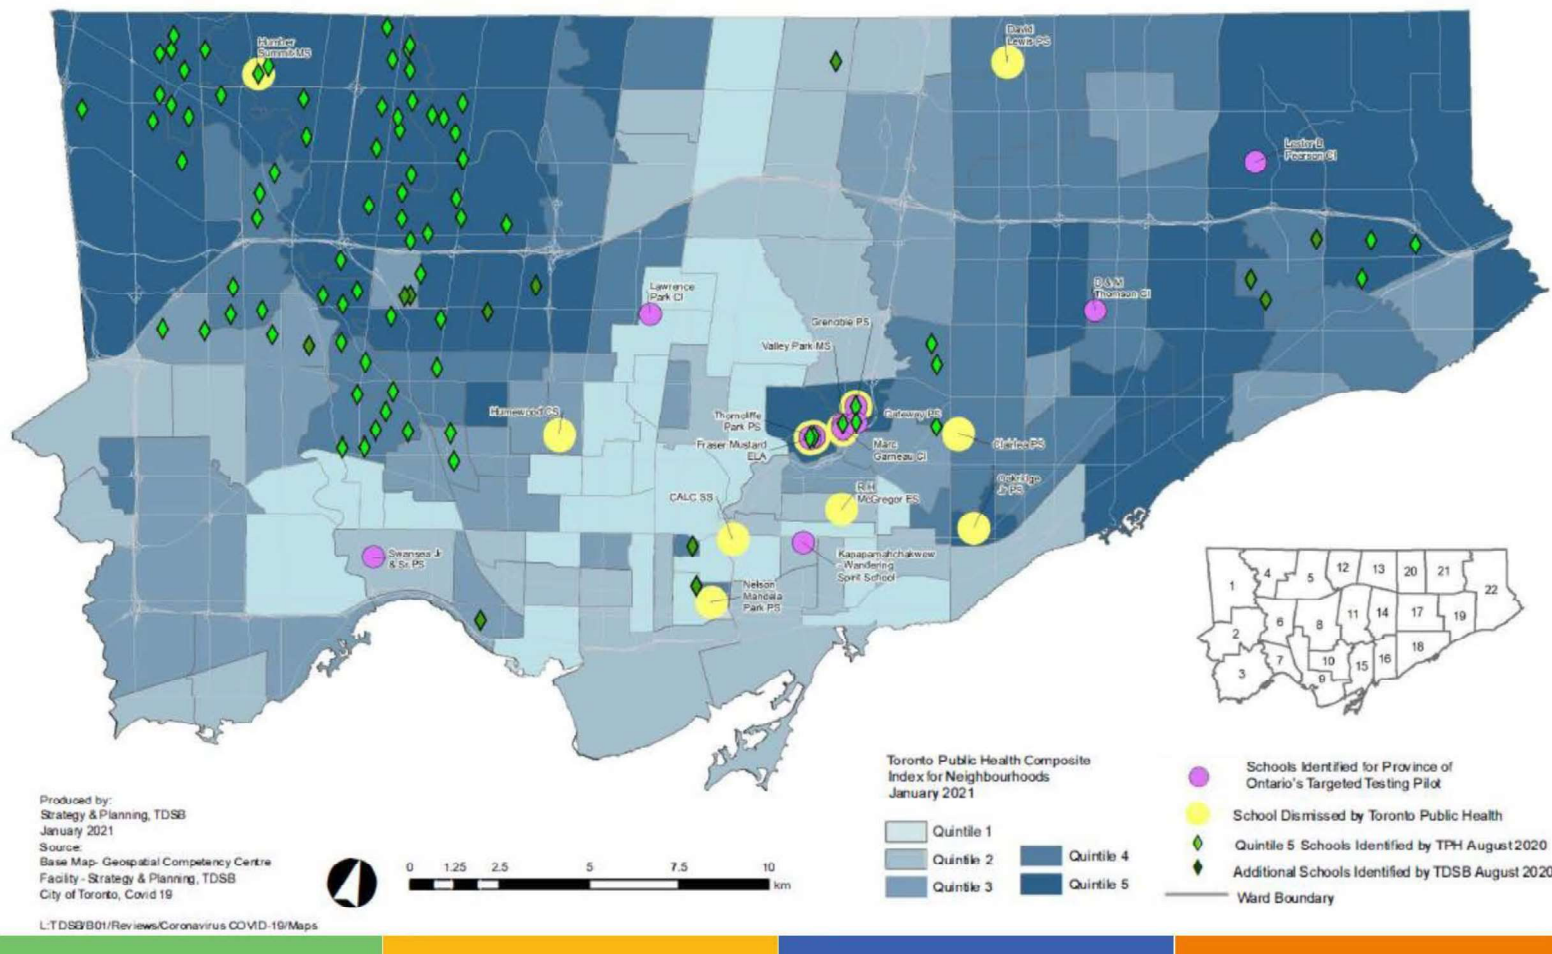 Humber
Summit MS
David
Lewis PS
Lester B
Pearson CI
Lawrence
Park CI
D & M
Thomson CI
Grenoble PS
Valley Park MS
Humewood CS
Thorncliffe
Park PS
Gateway PS
Fraser Mustard
ELA
Marc
Garneau CI
Clairlea PS
Oakridge
Jr PS
CALC SS
R H
McGregor ES
Swansea Jr
& Sr PS
Kapapamahchakwew
- Wandering
Spirit School
Nelson
Mandela
Park PS
1
4
5
12
13
20
21
22
2
6
8
11
14
17
19
3
7
10
9
15
16
18
Toronto Public Health Composite
Index for Neighbourhoods
January 2021
Quintile 1
Quintile 2
Quintile 3
Quintile 4
Quintile 5
Schools Identified for Province of
Ontario's Targeted Testing Pilot
School Dismissed by Toronto Public Health
Quintile 5 Schools Identified by TPH August 2020
Additional Schools Identified by TDSB August 2020
Ward Boundary
Produced by:
Strategy & Planning, TDSB
January 2021
Source:
Base Map- Geospatial Competency Centre
Facility - Strategy & Planning, TDSB
City of Toronto, Covid 19
0 1.25 2.5 5 7.5 10
km
L:TDSB/B01/Reviews/Coronavirus COVID-19/Maps